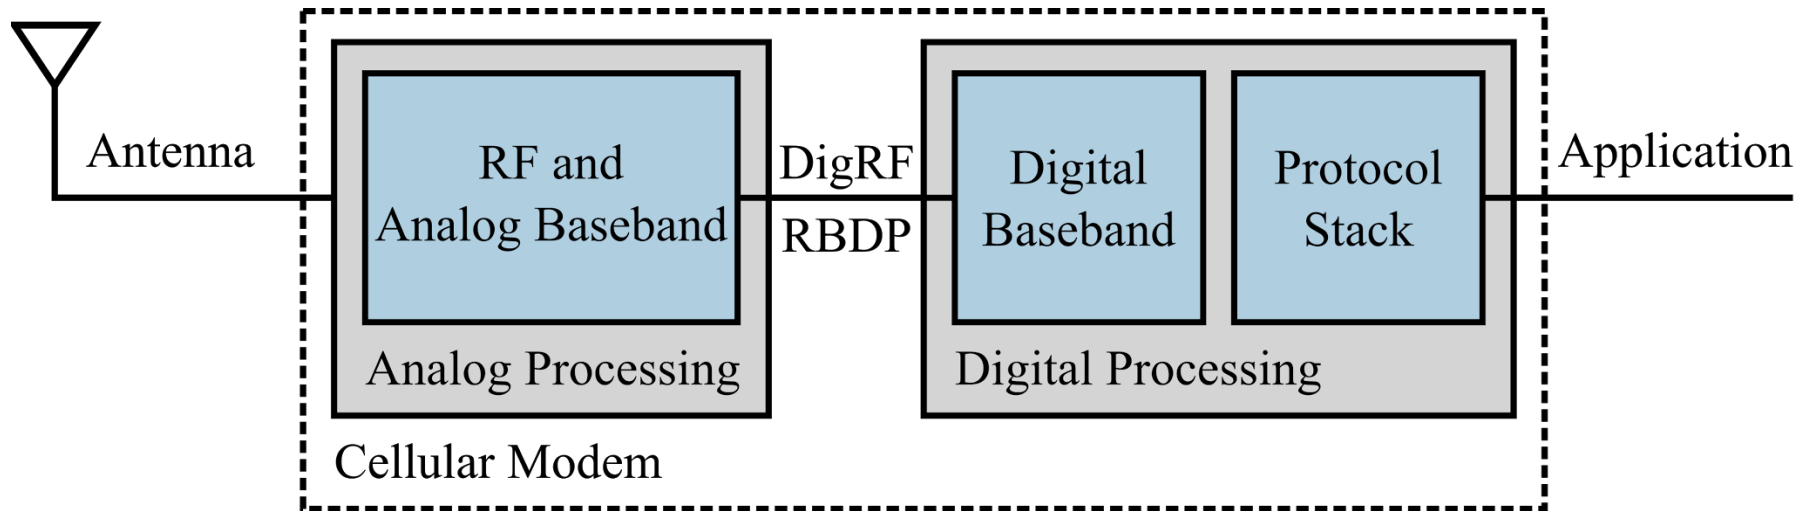 Antenna
RF and
Analog Baseband
Analog Processing
DigRF
RBDP
Digital
Baseband
Protocol
Stack
Digital Processing
Application
Cellular Modem